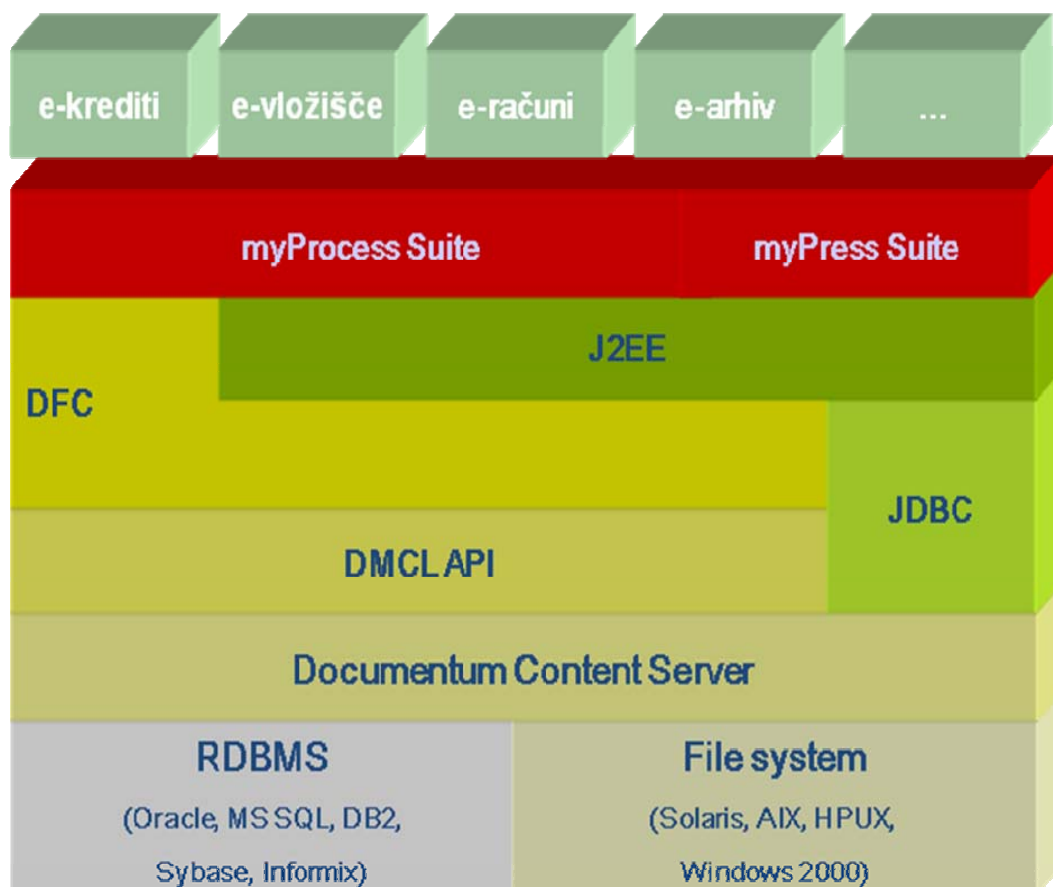 e-krediti
e-vložišče
e-računi
e-arhiv
...
myProcess Suite
myPress Suite
J2EE
DFC
JDBC
DMCL API
Documentum Content Server
RDBMS
(Oracle, MS SQL, DB2,
Sybase, Informix)
File system
(Solaris, AIX, HPUX,
Windows 2000)